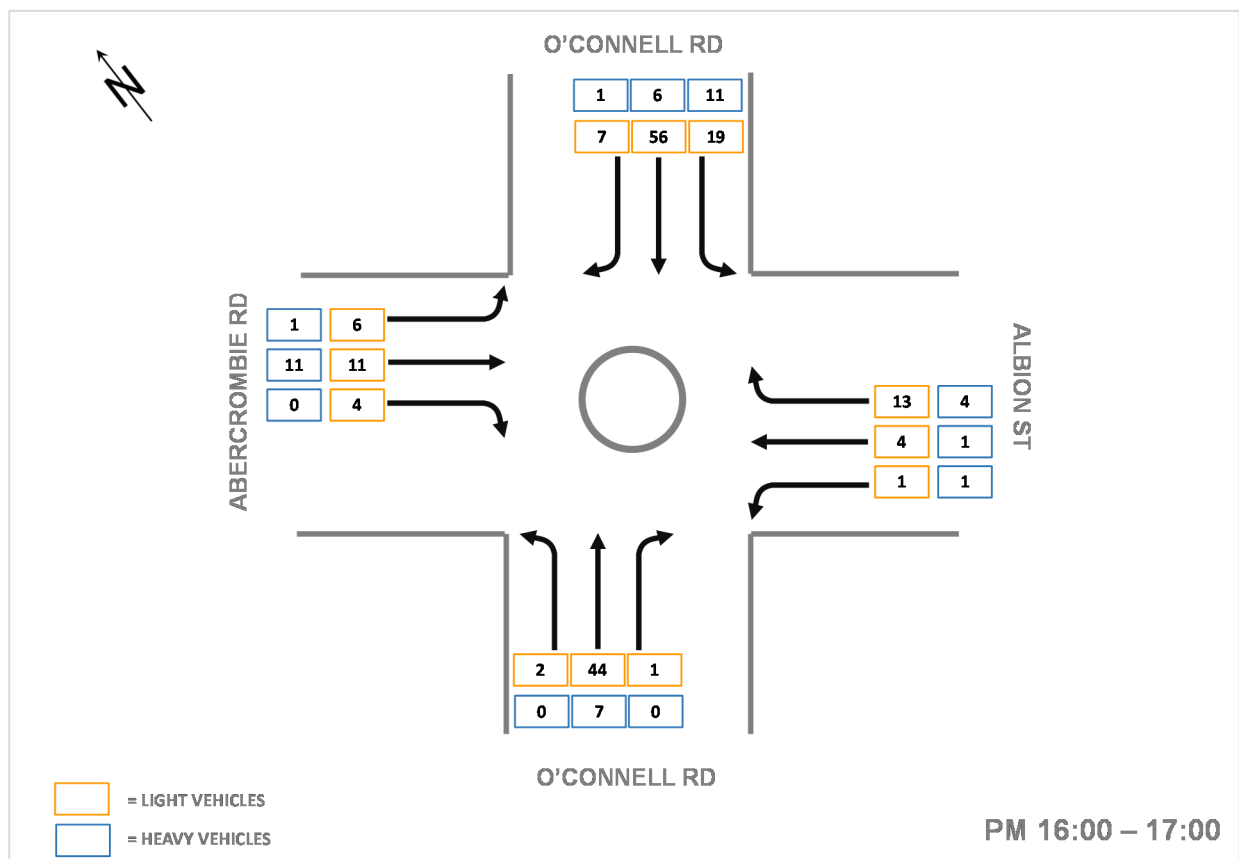 O'CONNELL RD
N
1 6 11
7 56 19
ABERCROMBIE RD
1 6
11 11
0 4
ALBION ST
13 4
4 1
1 1
2 44 1
0 7 0
O'CONNELL RD
= LIGHT VEHICLES
= HEAVY VEHICLES
PM 16:00 – 17:00